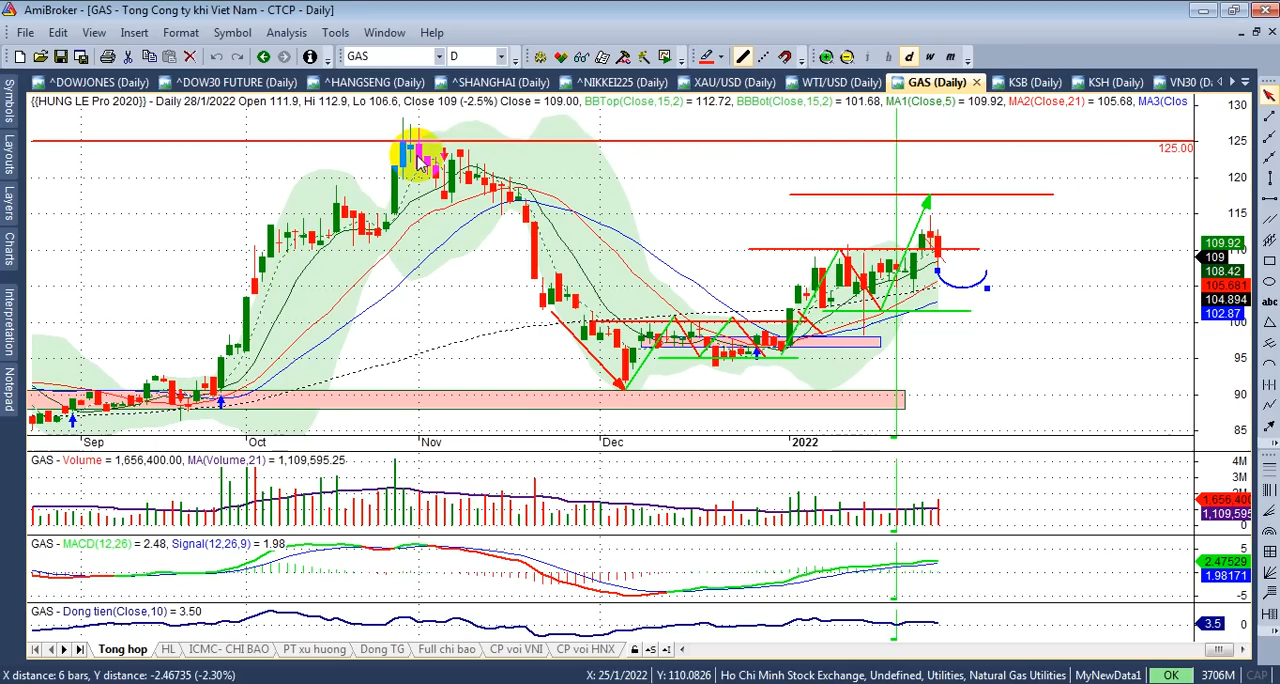 AmiBroker - [GAS - Tong Cong ty khi Viet Nam - CTCP - Daily]
File Edit View Insert Format Symbol Analysis Tools Window Help
GAS D i h d w m
^DOWJONES (Daily) ^DOW30 FUTURE (Daily) ^HANGSENG (Daily) ^SHANGHAI (Daily) ^NIKKEI225 (Daily) XAU/USD (Daily) WTI/USD (Daily) GAS (Daily) KSB (Daily) KSH (Daily) VN30 (D
{{HUNG LE Pro 2020}} - Daily 28/1/2022 Open 111.9, Hi 112.9, Lo 106.6, Close 109 (-2.5%) Close = 109.00, BBTop(Close,15,2) = 112.72, BBBot(Close,15,2) = 101.68, MA1(Close,5) = 109.92, MA2(Close,21) = 105.68, MA3(Clos
Symbols
Layouts
Layers
Charts
Interpretation
Notepad
abc
130
125
125.00
120
115
110
109.92
109
108.42
105.681
104.894
102.87
100
95
90
85
Sep Oct Nov Dec 2022
GAS - Volume = 1,656,400.00, MA(Volume,21) = 1,109,595.25
4M
3M
1,656,400
1,109,595
0
GAS - MACD(12,26) = 2.48, Signal(12,26,9) = 1.98
5
2.47529
1.98171
-5
GAS - Dong tien(Close,10) = 3.50
3.5
Tong hop HL ICMC- CHI BAO PT xu huong Dong TG Full chi bao CP voi VNI CP voi HNX
X distance: 6 bars, Y distance: -2.46735 (-2.30%) X: 25/1/2022 Y: 110.0826 Ho Chi Minh Stock Exchange, Undefined, Utilities, Natural Gas Utilities MyNewData1 OK 3706M CAP